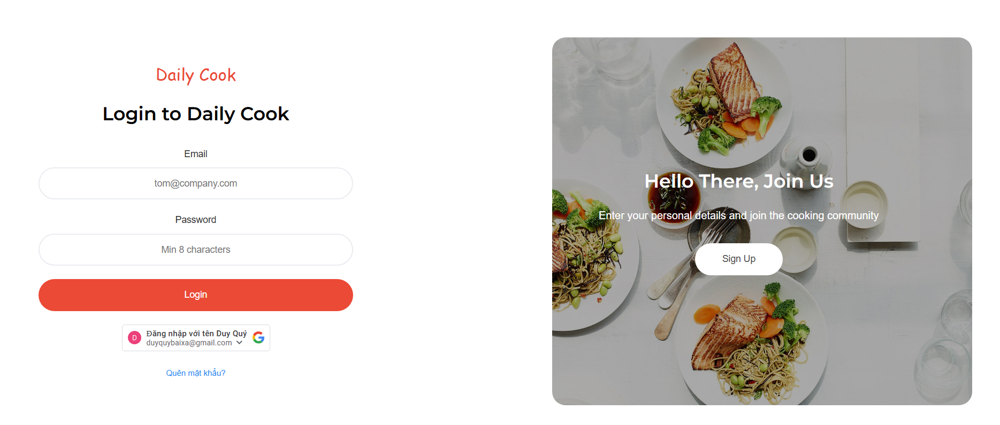 Daily Cook
Login to Daily Cook
Email
tom@company.com
Password
Min 8 characters
Login
D
Đăng nhập với tên Duy Quý
duyquybaixa@gmail.com
Quên mật khẩu?
Hello There, Join Us
Enter your personal details and join the cooking community
Sign Up